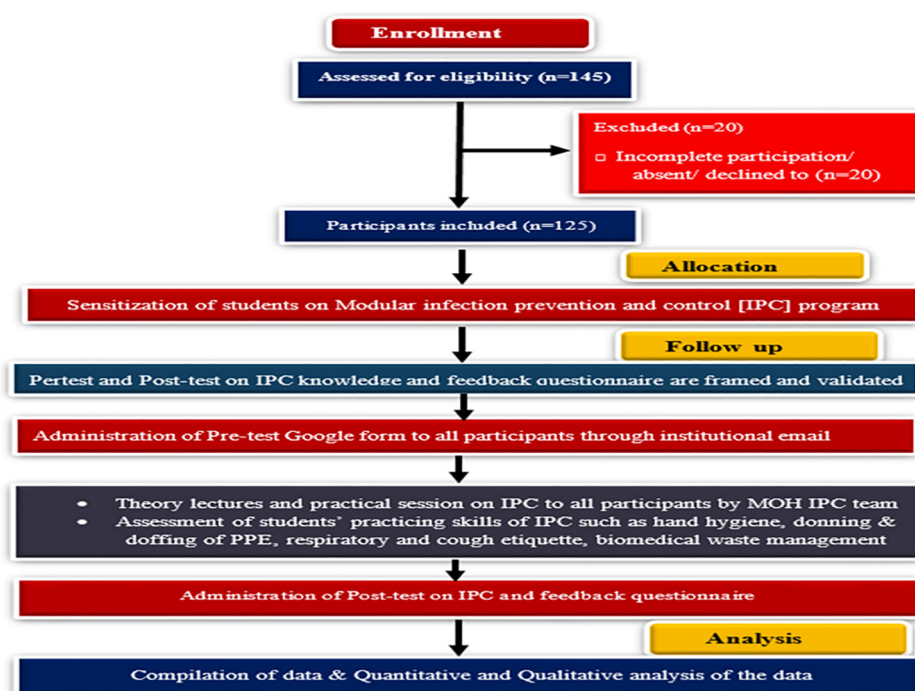 Enrollment
Assessed for eligibility (n=145)
Excluded (n=20)
□ Incomplete participation/
absent/ declined to (n=20)
Participants included (n=125)
Allocation
Sensitization of students on Modular infection prevention and control [IPC] program
Follow up
Pertest and Post-test on IPC knowledge and feedback questionnaire are framed and validated
Administration of Pre-test Google form to all participants through institutional email
• Theory lectures and practical session on IPC to all participants by MOH IPC team
• Assessment of students' practicing skills of IPC such as hand hygiene, donning &
doffing of PPE, respiratory and cough etiquette, biomedical waste management
Administration of Post-test on IPC and feedback questionnaire
Analysis
Compilation of data & Quantitative and Qualitative analysis of the data